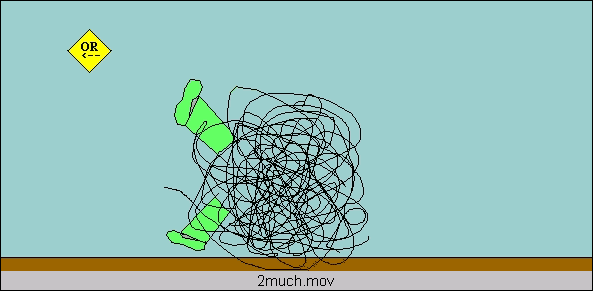 OR
<--
2much.mov